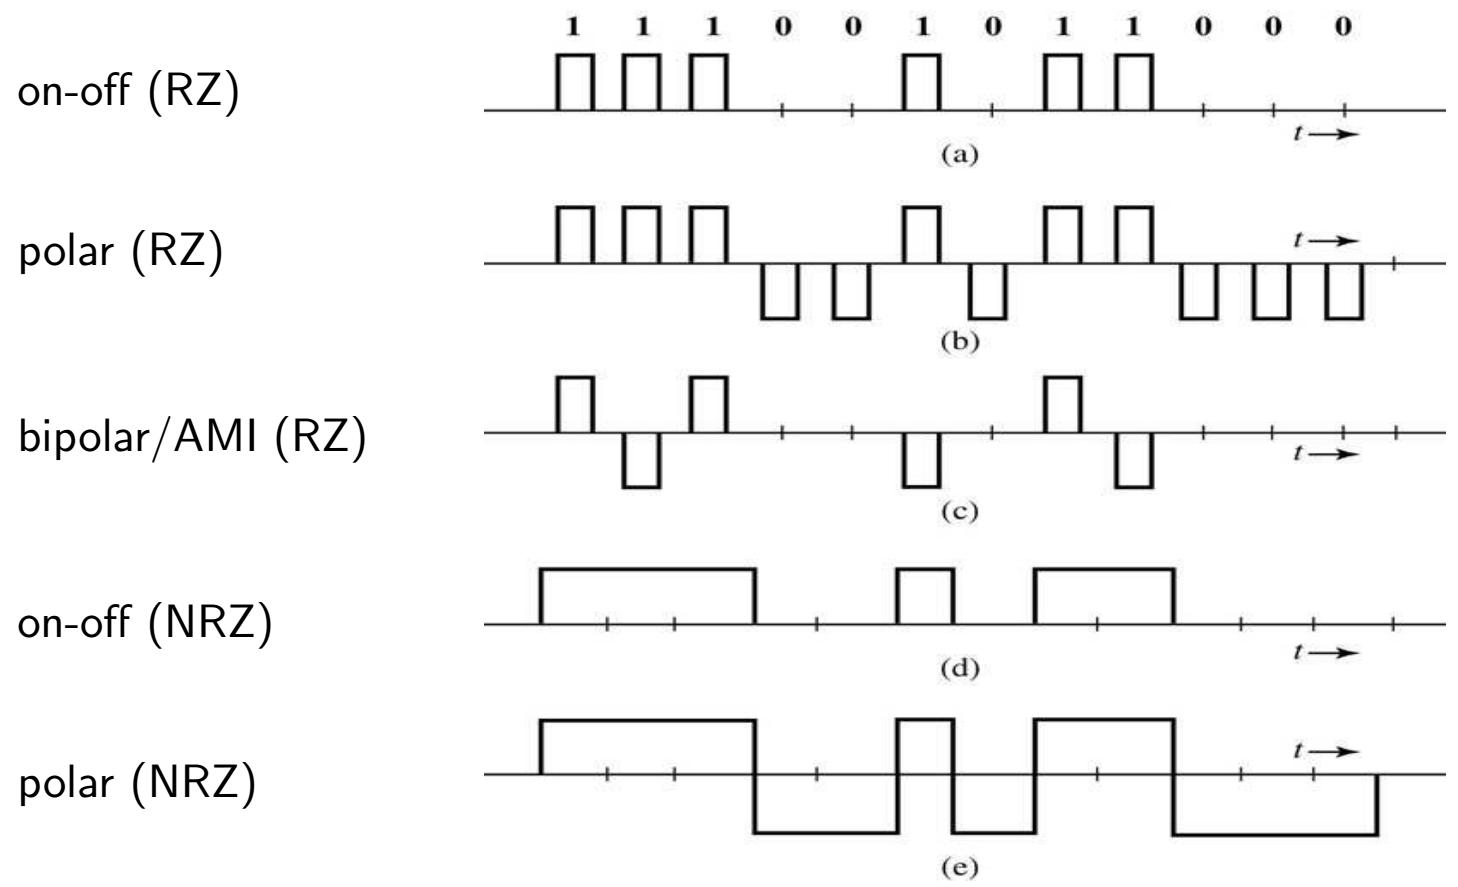 1 1 1 0 0 1 0 1 1 0 0 0
on-off (RZ)
t
(a)
polar (RZ)
t
(b)
bipolar/AMI (RZ)
t
(c)
on-off (NRZ)
t
(d)
polar (NRZ)
t
(e)